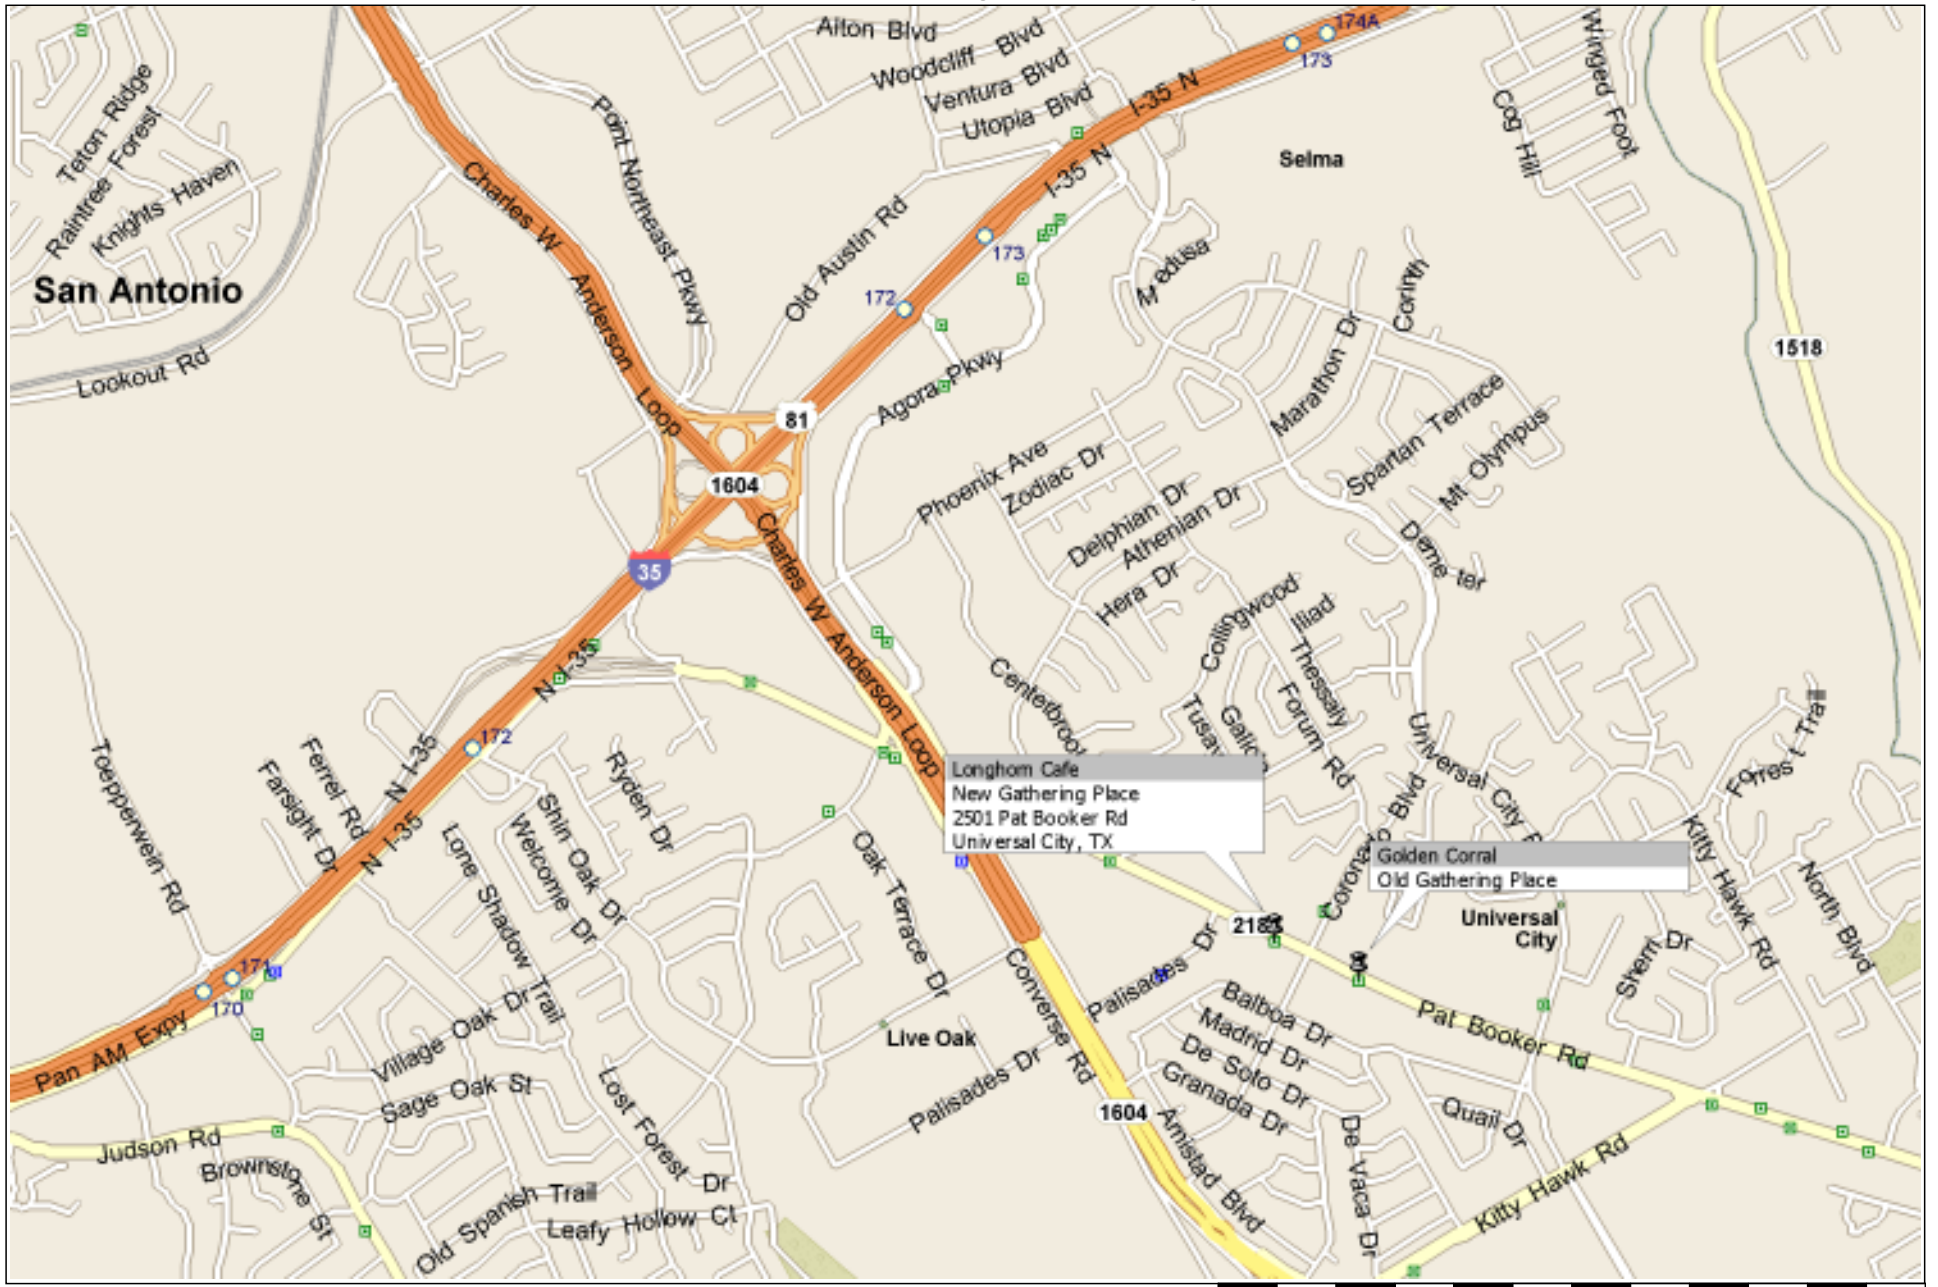 Alton Blvd
Woodcliff Blvd
Ventura Blvd
Utopia Blvd
I-35 N
I-35 N
174A
173
Winged Foot
Cog Hill
Selma
Teton Ridge
Raintree Forest
Knights Haven
San Antonio
Lookout Rd
Charles W Anderson Loop
Point Northeast Pkwy
Old Austin Rd
173
172
Medusa
Corinth
Marathon Dr
1518
Agora Pkwy
81
1604
35
Phoenix Ave
Zodiac Dr
Delphian Dr
Athenian Dr
Hera Dr
Spartan Terrace
Mt Olympus
Demeter
Collingwood
Iliad
Thessaly
Forum Rd
Galicia
Charles W Anderson Loop
N I-35
172
N I-35
N I-35
Toepperwein Rd
Ferrel Rd
Farsight Dr
Ryden Dr
Shin Oak Dr
Welcome Dr
Lone Shadow Trail
Universal City
Forrest Trail
Coronado Blvd
Longhorn Cafe
New Gathering Place
2501 Pat Booker Rd
Universal City, TX
Golden Corral
Old Gathering Place
Kitty Hawk Rd
North Blvd
Oak Terrace Dr
Universal
City
Sherri Dr
171
170
Pan AM Expy
Village Oak Dr
Sage Oak St
Live Oak
Converse Rd
Palisades Dr
Palisades Dr
Balboa Dr
Madrid Dr
De Soto Dr
Granada Dr
Pat Booker Rd
Quail Dr
1604
Amistad Blvd
De Vaca Dr
Kitty Hawk Rd
Judson Rd
Brownstone St
Lost Forest Dr
Old Spanish Trail
Leafy Hollow Ct